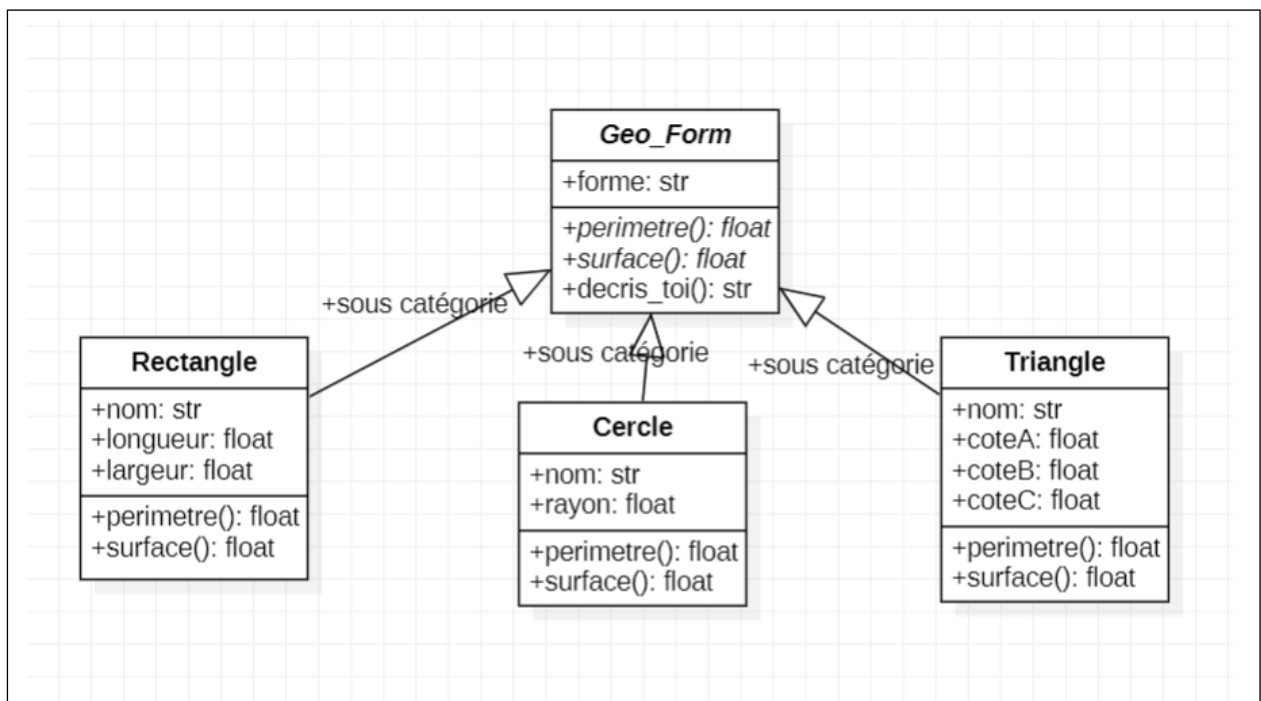 Geo_Form
+forme: str
+perimetre(): float
+surface(): float
+decris_toi(): str
+sous catégorie
+sous catégorie
+sous catégorie
Rectangle
+nom: str
+longueur: float
+largeur: float
+perimetre(): float
+surface(): float
Cercle
+nom: str
+rayon: float
+perimetre(): float
+surface(): float
Triangle
+nom: str
+coteA: float
+coteB: float
+coteC: float
+perimetre(): float
+surface(): float